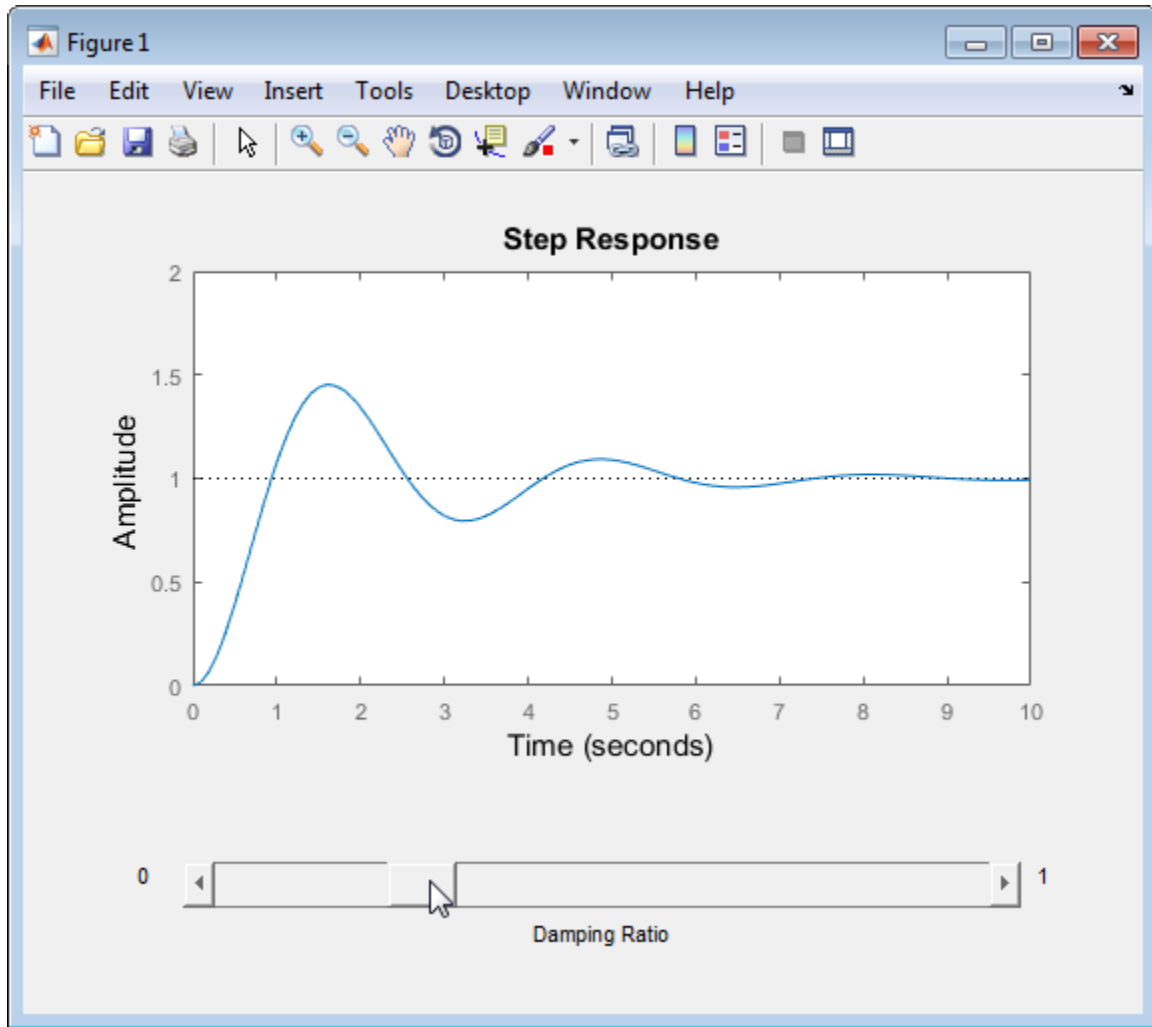 Figure 1
File Edit View Insert Tools Desktop Window Help
Step Response
2
1.5
1
0.5
0
Amplitude
0 1 2 3 4 5 6 7 8 9 10
Time (seconds)
0 1
Damping Ratio